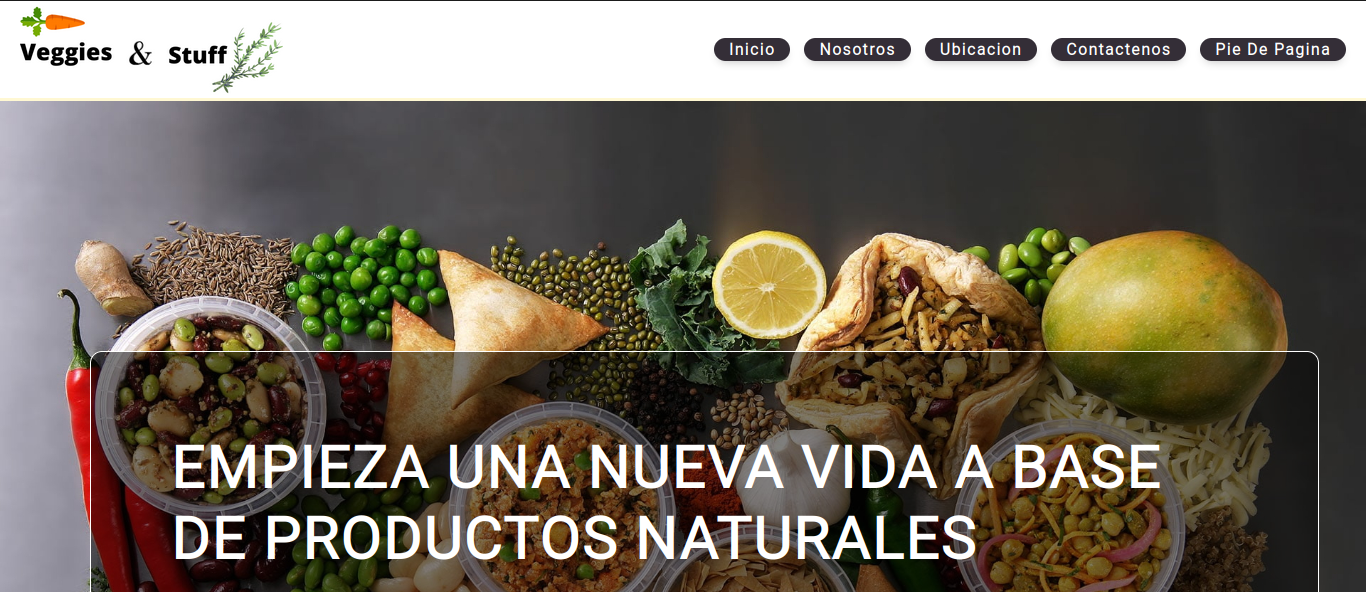 Veggies & Stuff
Inicio Nosotros Ubicacion Contactenos Pie De Pagina
EMPIEZA UNA NUEVA VIDA A BASE
DE PRODUCTOS NATURALES